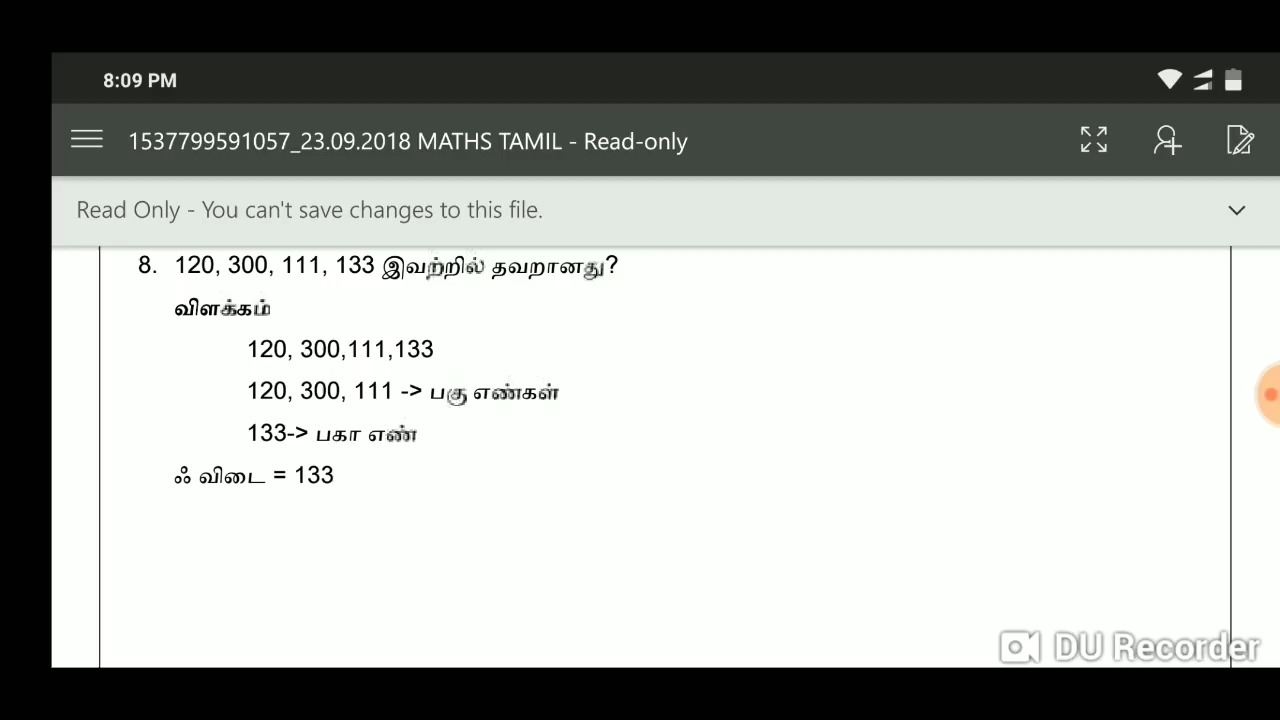 8:09 PM
1537799591057_23.09.2018 MATHS TAMIL - Read-only
Read Only - You can't save changes to this file.
8. 120, 300, 111, 133 இவற்றில் தவறானது?
விளக்கம்
120, 300,111,133
120, 300, 111 -> பகு எண்கள்
133-> பகா எண்
ஃ விடை = 133
DU Recorder